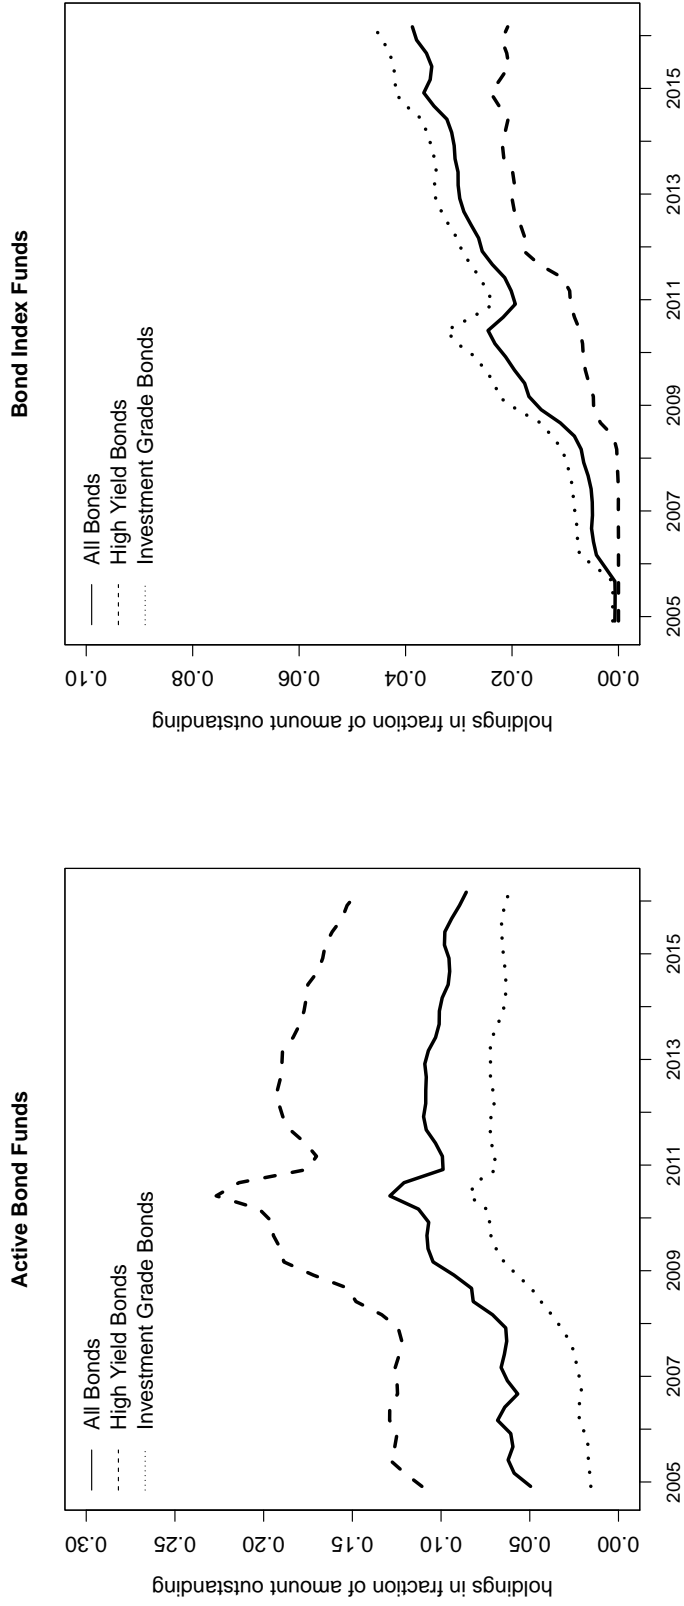 Active Bond Funds
All Bonds
High Yield Bonds
Investment Grade Bonds
holdings in fraction of amount outstanding
0.30
0.25
0.20
0.15
0.10
0.05
0.00
2005 2007 2009 2011 2013 2015
Bond Index Funds
All Bonds
High Yield Bonds
Investment Grade Bonds
holdings in fraction of amount outstanding
0.10
0.08
0.06
0.04
0.02
0.00
2005 2007 2009 2011 2013 2015